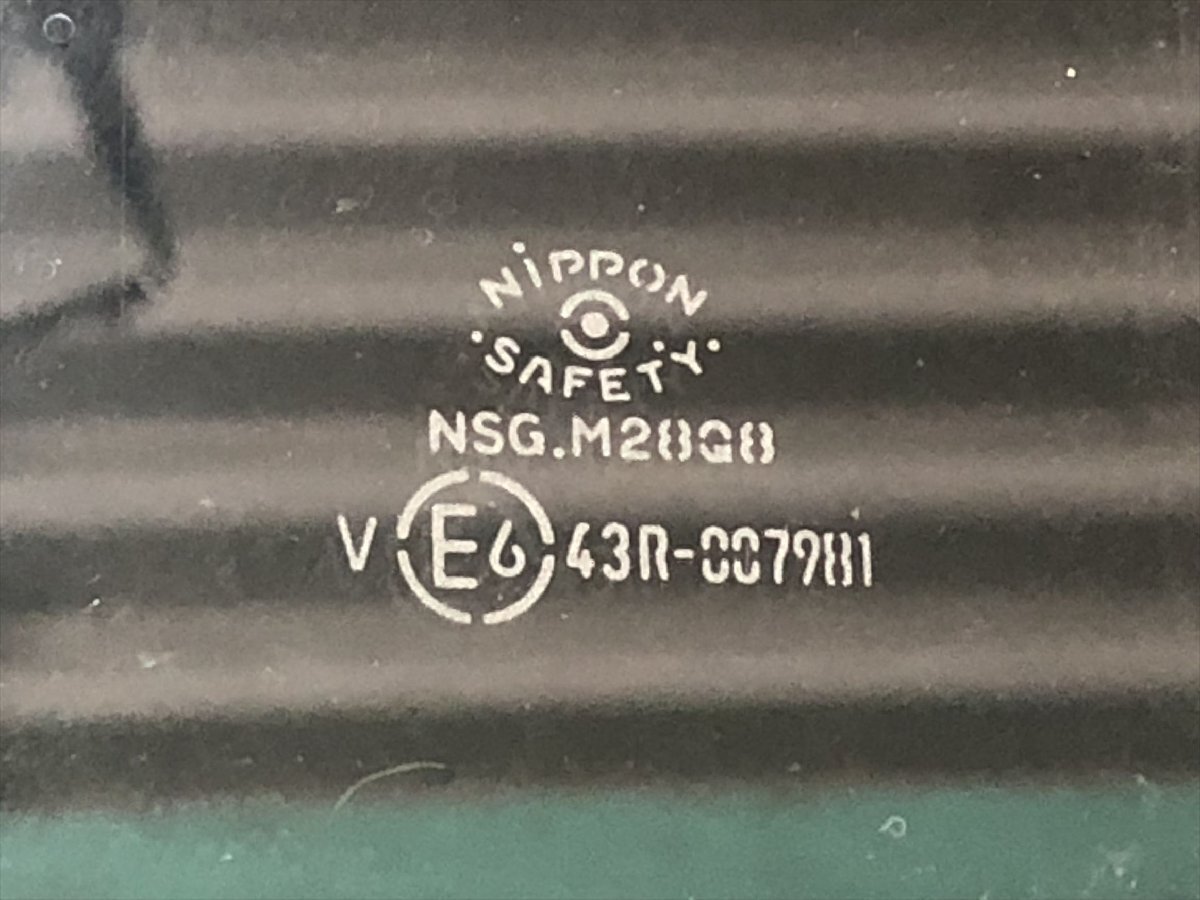 NIPPON
SAFETY
NSG.M28G8
V E6 43R-007981